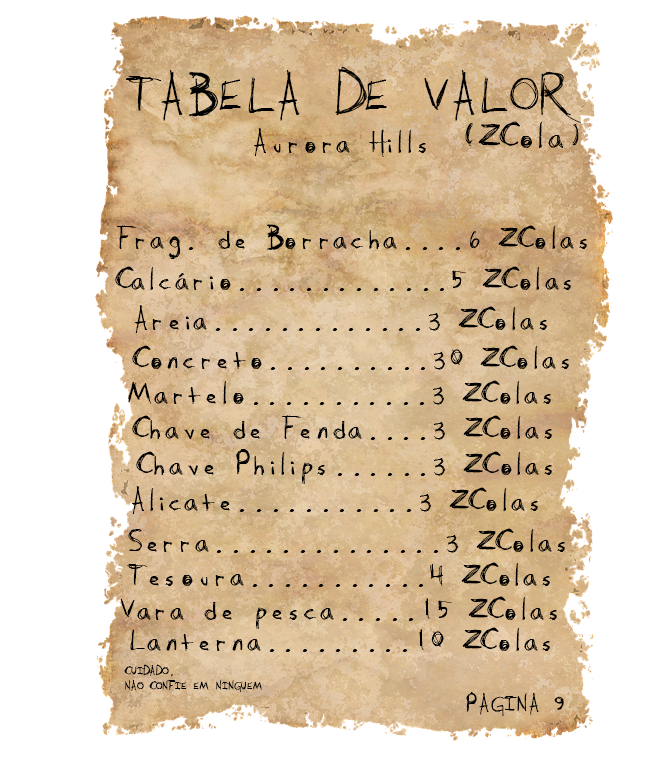 TABELA DE VALOR
(ZCola)
Aurora Hills
Frag. de Borracha....6 ZColas
Calcário.............5 ZColas
Areia.............3 ZColas
Concreto..........30 ZColas
Martelo...........3 ZColas
Chave de Fenda....3 ZColas
Chave Philips......3 ZColas
Alicate...........3 ZColas
Serra..............3 ZColas
Tesoura...........4 ZColas
Vara de pesca.....15 ZColas
Lanterna.........10 ZColas
CUIDADO,
NÃO CONFIE EM NINGUEM
PAGINA 9